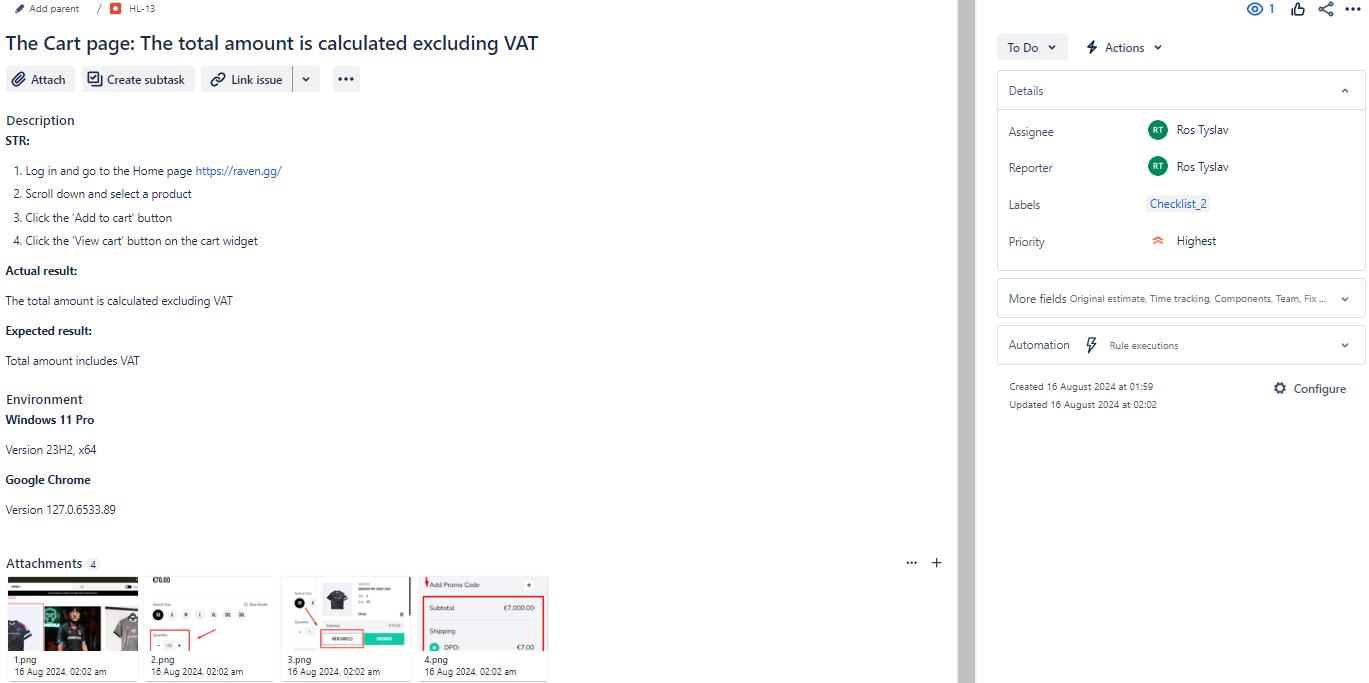 Add parent / HL-13
1
The Cart page: The total amount is calculated excluding VAT
Attach
Create subtask
Link issue
Description
STR:
1. Log in and go to the Home page https://raven.gg/
2. Scroll down and select a product
3. Click the ‘Add to cart’ button
4. Click the ‘View cart’ button on the cart widget
Actual result:
The total amount is calculated excluding VAT
Expected result:
Total amount includes VAT
Environment
Windows 11 Pro
Version 23H2, x64
Google Chrome
Version 127.0.6533.89
Attachments 4
€70.00
Quantity
Add Promo Code
Subtotal €7,000.00
Shipping
DPD: €7.00
1.png
16 Aug 2024, 02:02 am
2.png
16 Aug 2024, 02:02 am
3.png
16 Aug 2024, 02:02 am
4.png
16 Aug 2024, 02:02 am
To Do
Actions
Details
Assignee
RT Ros Tyslav
Reporter
RT Ros Tyslav
Labels
Checklist_2
Priority
Highest
More fields Original estimate, Time tracking, Components, Team, Fix ...
Automation Rule executions
Created 16 August 2024 at 01:59
Updated 16 August 2024 at 02:02
Configure